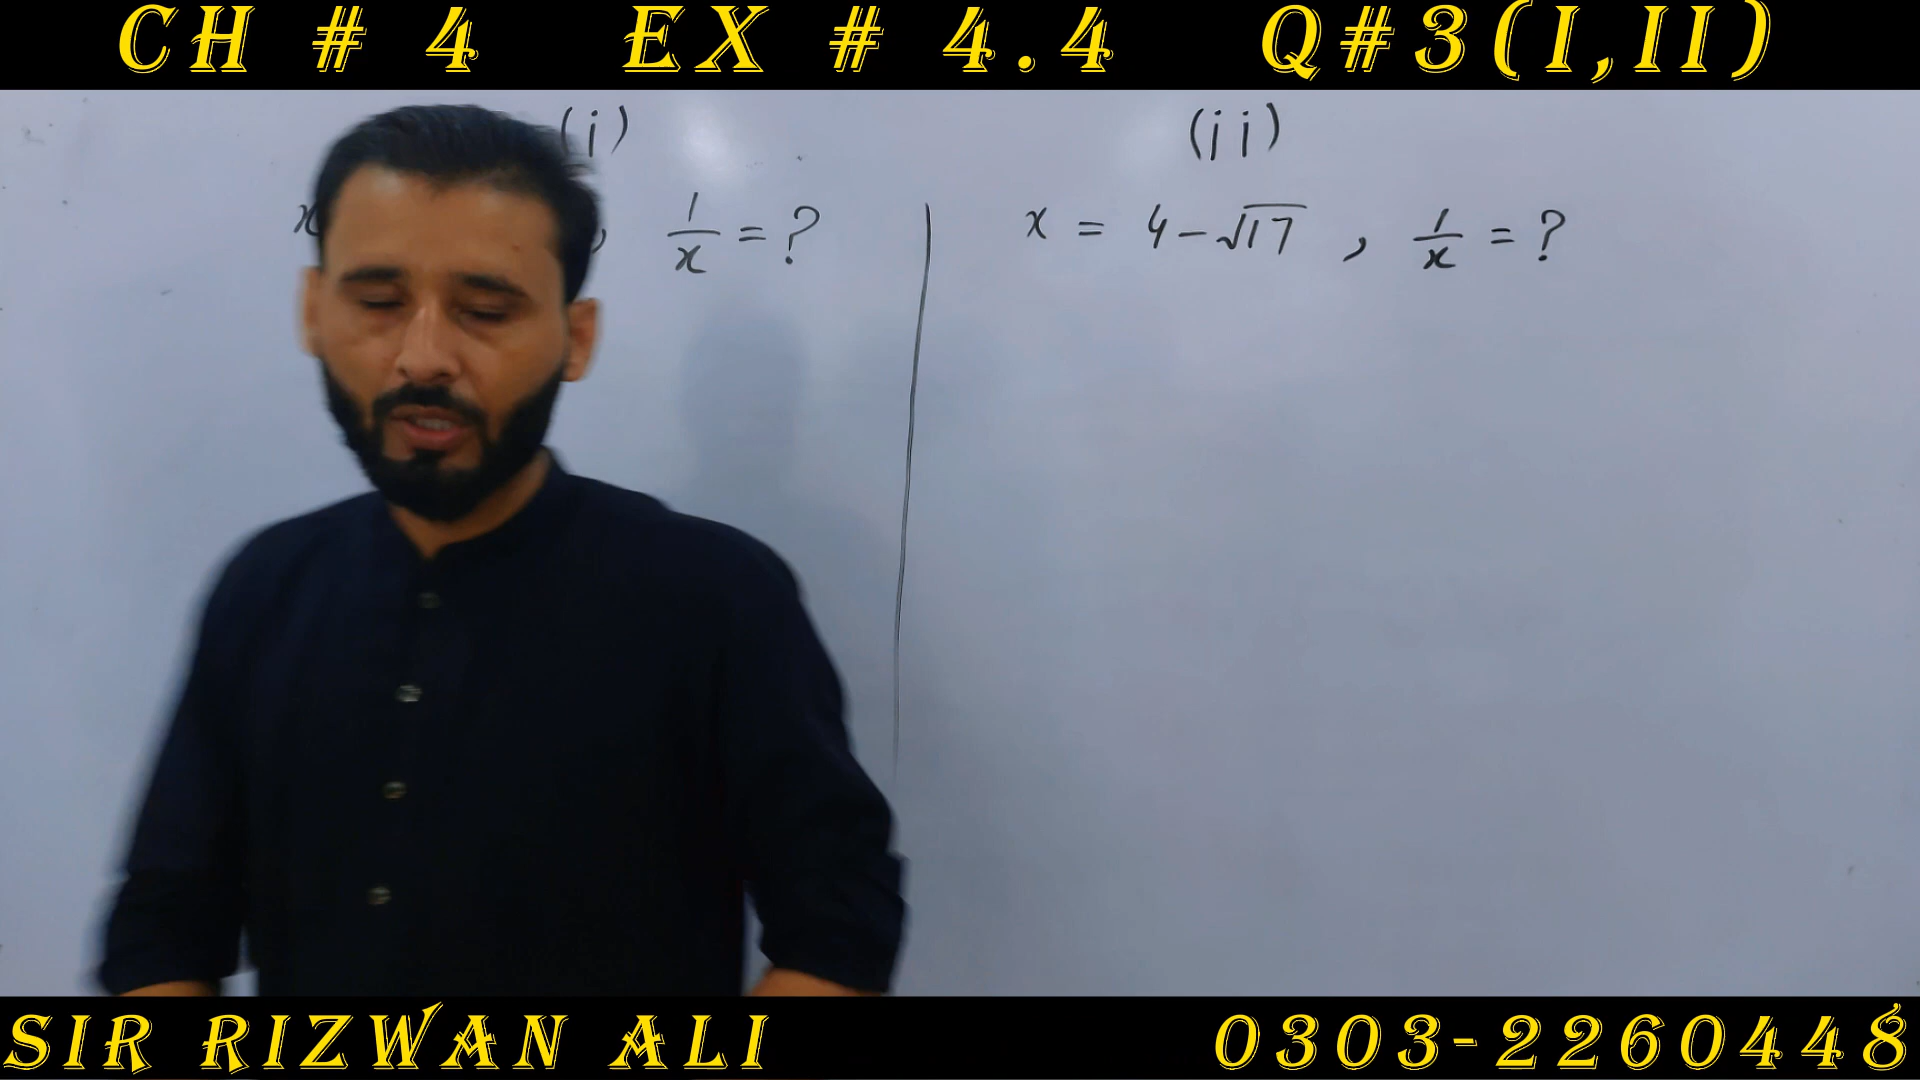 CH # 4 EX # 4.4 Q#3(I,II)
(i)
x , 1/x = ?
(ii)
x = 4 - √17 , 1/x = ?
SIR RIZWAN ALI 0303-2260448